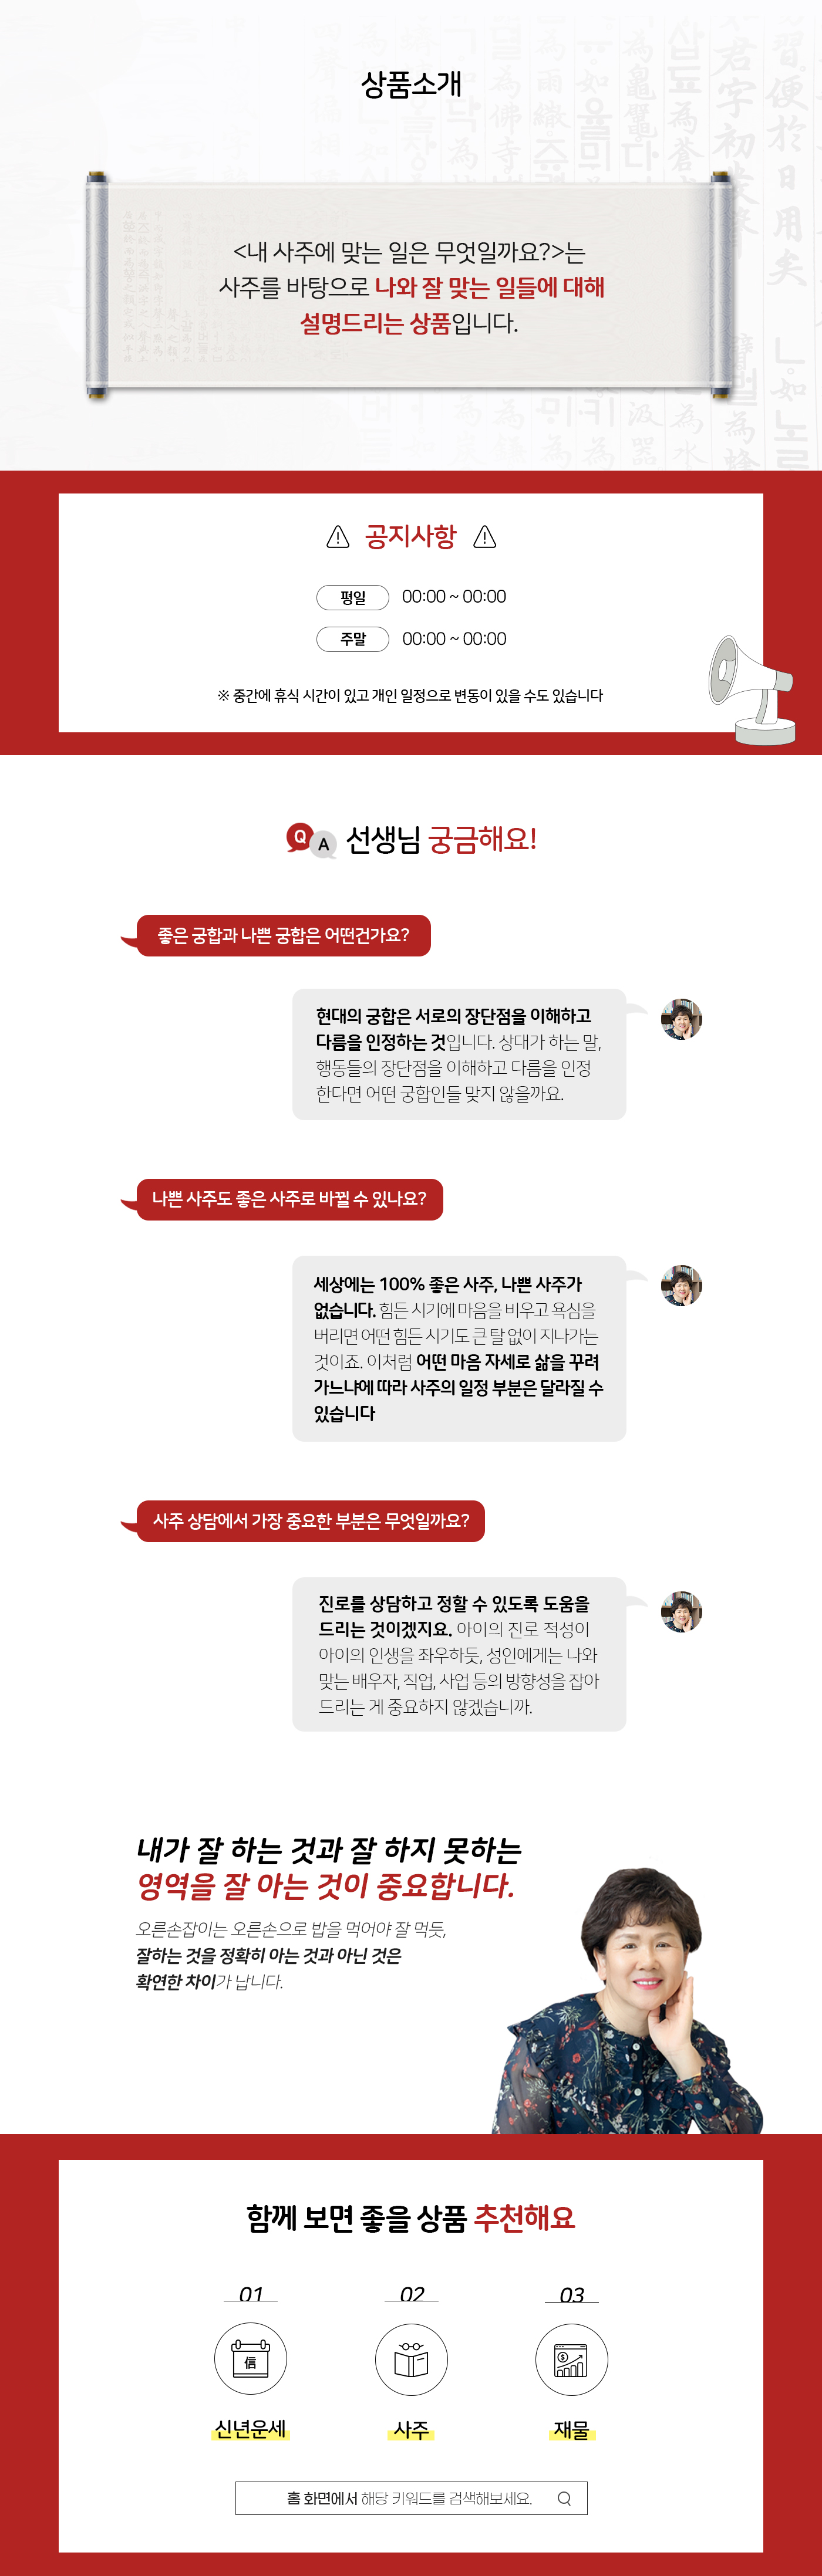 상품소개
<내 사주에 맞는 일은 무엇일까요?>는
사주를 바탕으로 나와 잘 맞는 일들에 대해
설명드리는 상품입니다.
공지사항
평일 00:00 ~ 00:00
주말 00:00 ~ 00:00
※ 중간에 휴식 시간이 있고 개인 일정으로 변동이 있을 수도 있습니다
Q A 선생님 궁금해요!
좋은 궁합과 나쁜 궁합은 어떤건가요?
현대의 궁합은 서로의 장단점을 이해하고
다름을 인정하는 것입니다. 상대가 하는 말,
행동들의 장단점을 이해하고 다름을 인정
한다면 어떤 궁합인들 맞지 않을까요.
나쁜 사주도 좋은 사주로 바뀔 수 있나요?
세상에는 100% 좋은 사주, 나쁜 사주가
없습니다. 힘든 시기에 마음을 비우고 욕심을
버리면 어떤 힘든 시기도 큰 탈 없이 지나가는
것이죠. 이처럼 어떤 마음 자세로 삶을 꾸려
가느냐에 따라 사주의 일정 부분은 달라질 수
있습니다
사주 상담에서 가장 중요한 부분은 무엇일까요?
진로를 상담하고 정할 수 있도록 도움을
드리는 것이겠지요. 아이의 진로 적성이
아이의 인생을 좌우하듯, 성인에게는 나와
맞는 배우자, 직업, 사업 등의 방향성을 잡아
드리는 게 중요하지 않겠습니까.
내가 잘 하는 것과 잘 하지 못하는
영역을 잘 아는 것이 중요합니다.
오른손잡이는 오른손으로 밥을 먹어야 잘 먹듯,
잘하는 것을 정확히 아는 것과 아닌 것은
확연한 차이가 납니다.
함께 보면 좋을 상품 추천해요
01 02 03
信
신년운세 사주 재물
홈 화면에서 해당 키워드를 검색해보세요.